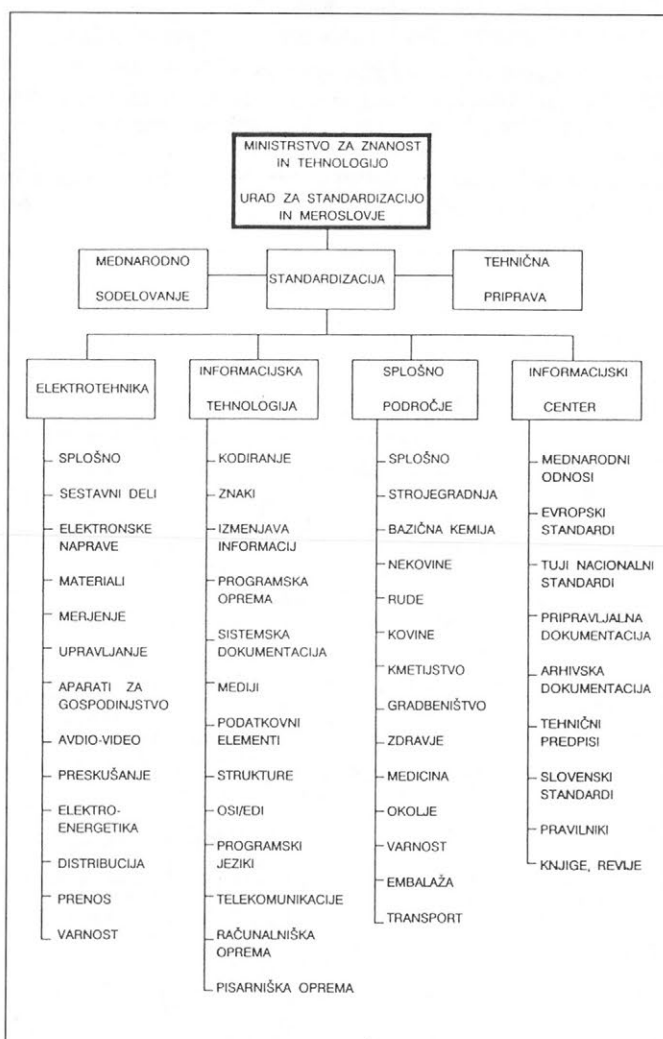 MINISTRSTVO ZA ZNANOST
IN TEHNOLOGIJO
URAD ZA STANDARDIZACIJO
IN MEROSLOVJE
MEDNARODNO
SODELOVANJE
STANDARDIZACIJA
TEHNIČNA
PRIPRAVA
ELEKTROTEHNIKA
SPLOŠNO
SESTAVNI DELI
ELEKTRONSKE
NAPRAVE
MATERIALI
MERJENJE
UPRAVLJANJE
APARATI ZA
GOSPODINJSTVO
AVDIO-VIDEO
PRESKUŠANJE
ELEKTRO-
ENERGETIKA
DISTRIBUCIJA
PRENOS
VARNOST
INFORMACIJSKA
TEHNOLOGIJA
KODIRANJE
ZNAKI
IZMENJAVA
INFORMACIJ
PROGRAMSKA
OPREMA
SISTEMSKA
DOKUMENTACIJA
MEDIJI
PODATKOVNI
ELEMENTI
STRUKTURE
OSI/EDI
PROGRAMSKI
JEZIKI
TELEKOMUNIKACIJE
RAČUNALNIŠKA
OPREMA
PISARNIŠKA OPREMA
SPLOŠNO
PODROČJE
SPLOŠNO
STROJEGRADNJA
BAZIČNA KEMIJA
NEKOVINE
RUDE
KOVINE
KMETIJSTVO
GRADBENIŠTVO
ZDRAVJE
MEDICINA
OKOLJE
VARNOST
EMBALAŽA
TRANSPORT
INFORMACIJSKI
CENTER
MEDNARODNI
ODNOSI
EVROPSKI
STANDARDI
TUJI NACIONALNI
STANDARDI
PRIPRAVLJALNA
DOKUMENTACIJA
ARHIVSKA
DOKUMENTACIJA
TEHNIČNI
PREDPISI
SLOVENSKI
STANDARDI
PRAVILNIKI
KNJIGE, REVIJE